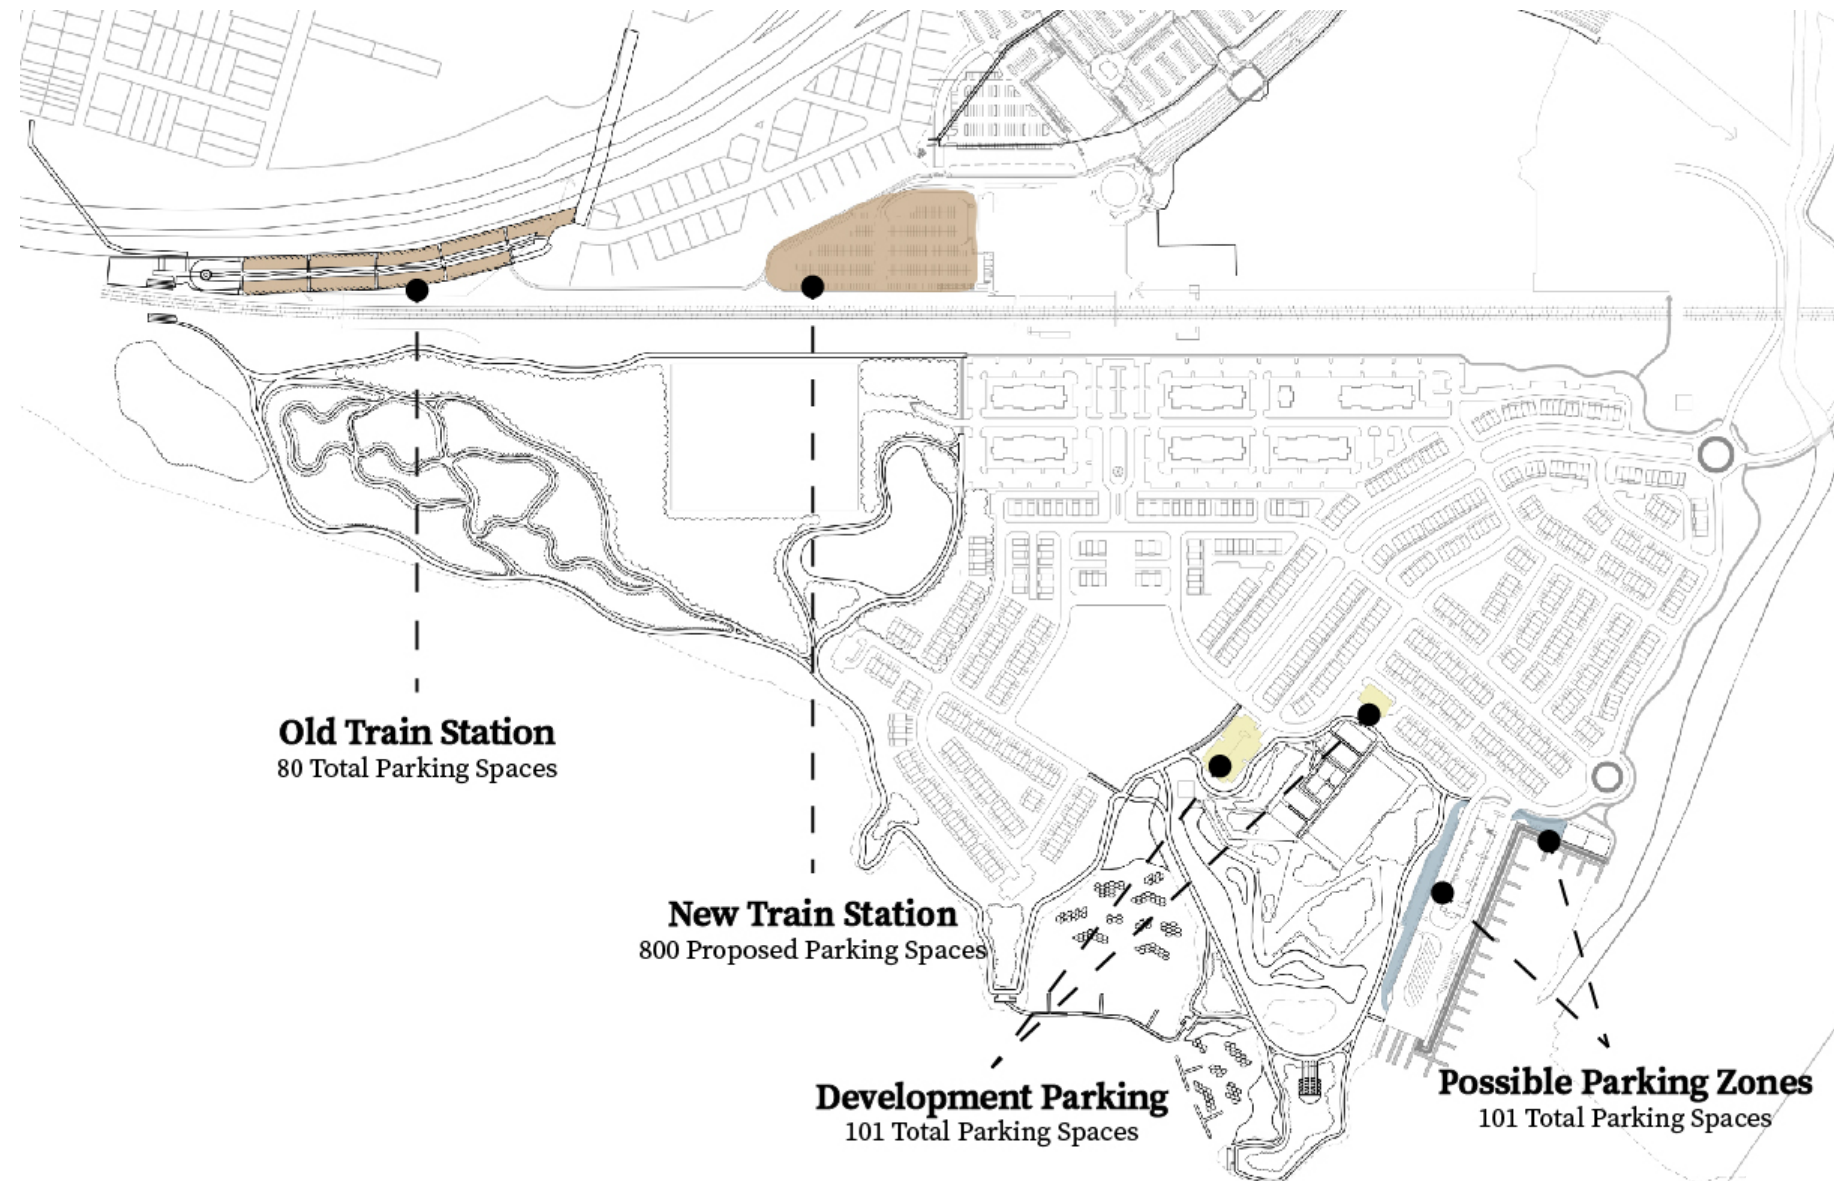 Old Train Station
80 Total Parking Spaces
New Train Station
800 Proposed Parking Spaces
Development Parking
101 Total Parking Spaces
Possible Parking Zones
101 Total Parking Spaces